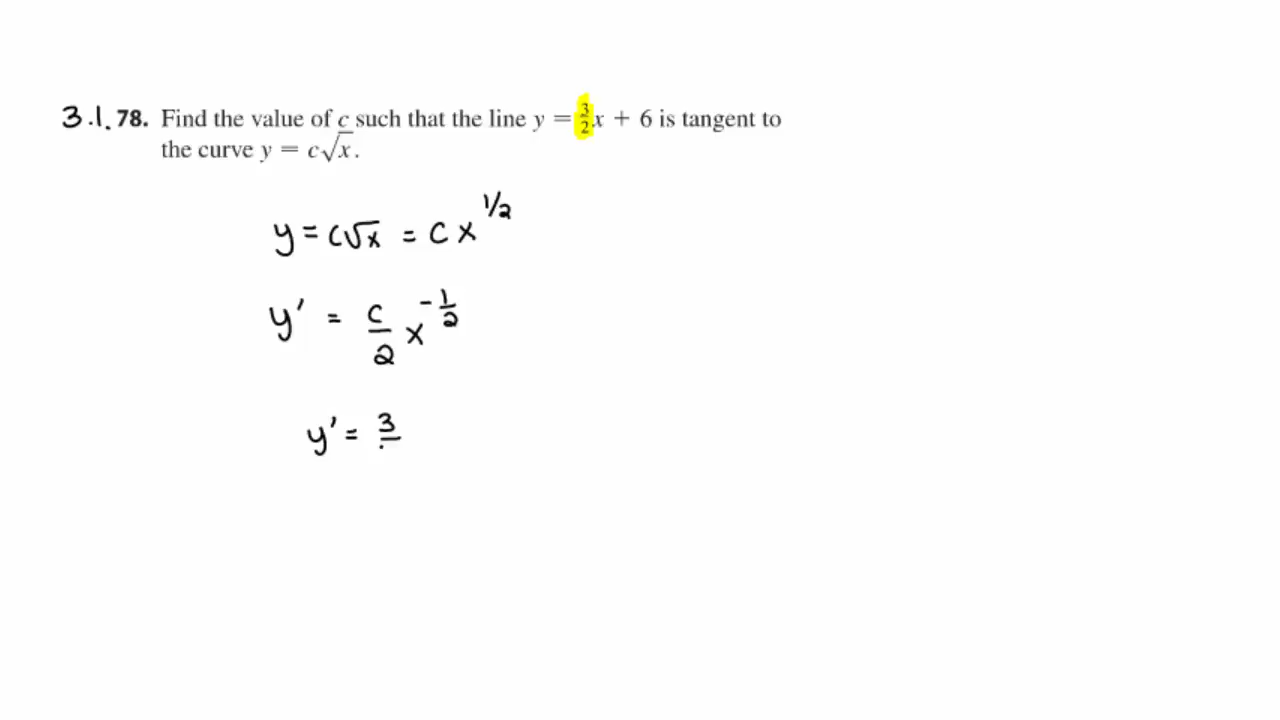 3.1. 78. Find the value of c such that the line y = 3/2 x + 6 is tangent to
the curve y = c√x.
y = c√x = c x^1/2
y' = c/2 x^-1/2
y' = 3/